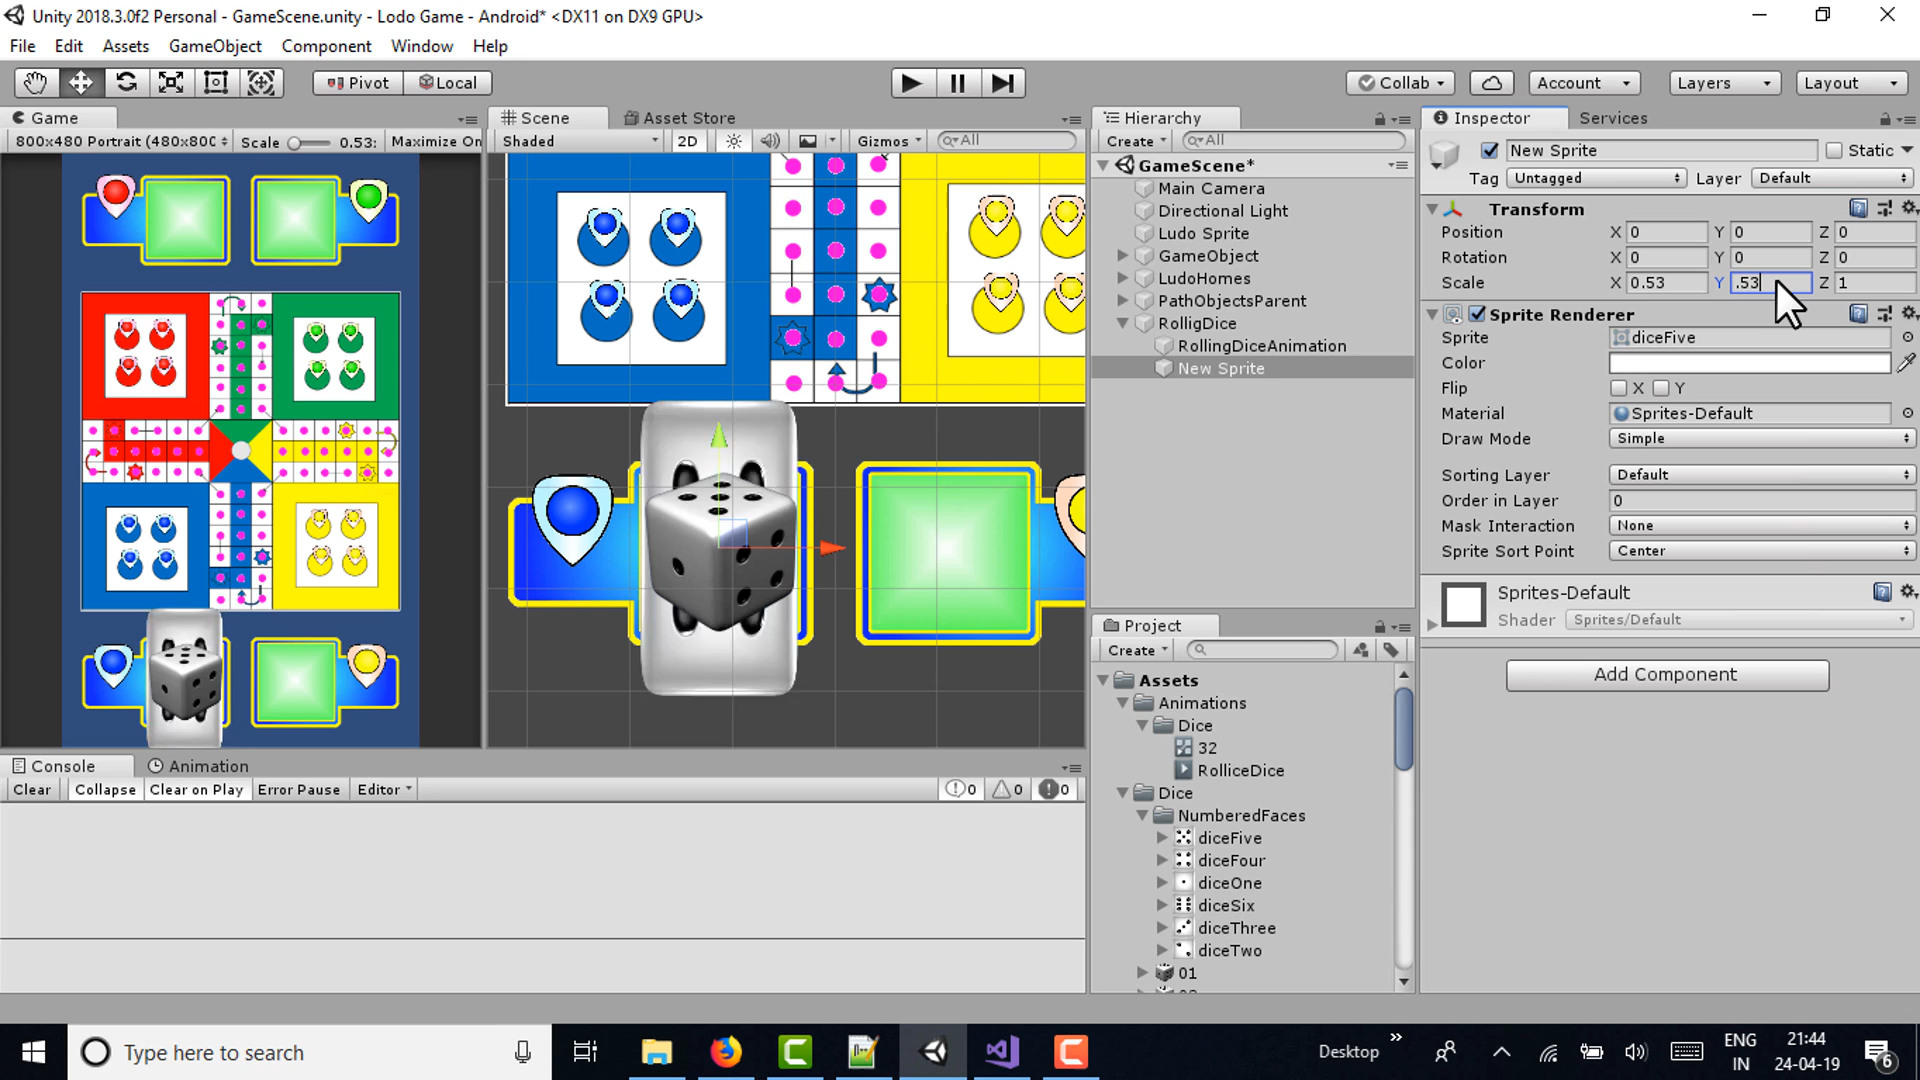 Unity 2018.3.0f2 Personal - GameScene.unity - Lodo Game - Android* <DX11 on DX9 GPU>
File Edit Assets GameObject Component Window Help
Pivot Local Collab Account Layers Layout
Game Scene Asset Store Hierarchy Inspector Services
800x480 Portrait (480x80C Scale 0.53: Maximize On Shaded 2D Gizmos All Create All
New Sprite Static
Tag Untagged Layer Default
GameScene*
Main Camera
Directional Light
Ludo Sprite
GameObject
LudoHomes
PathObjectsParent
RolligDice
RollingDiceAnimation
New Sprite
Transform
Position X 0 Y 0 Z 0
Rotation X 0 Y 0 Z 0
Scale X 0.53 Y .53 Z 1
Sprite Renderer
Sprite diceFive
Color
Flip X Y
Material Sprites-Default
Draw Mode Simple
Sorting Layer Default
Order in Layer 0
Mask Interaction None
Sprite Sort Point Center
Sprites-Default
Shader Sprites/Default
Add Component
Project
Create
Assets
Animations
Dice
32
RolliceDice
Dice
NumberedFaces
diceFive
diceFour
diceOne
diceSix
diceThree
diceTwo
01
Console Animation
Clear Collapse Clear on Play Error Pause Editor 0 0 0
Type here to search
Desktop ENG IN 21:44 24-04-19 6